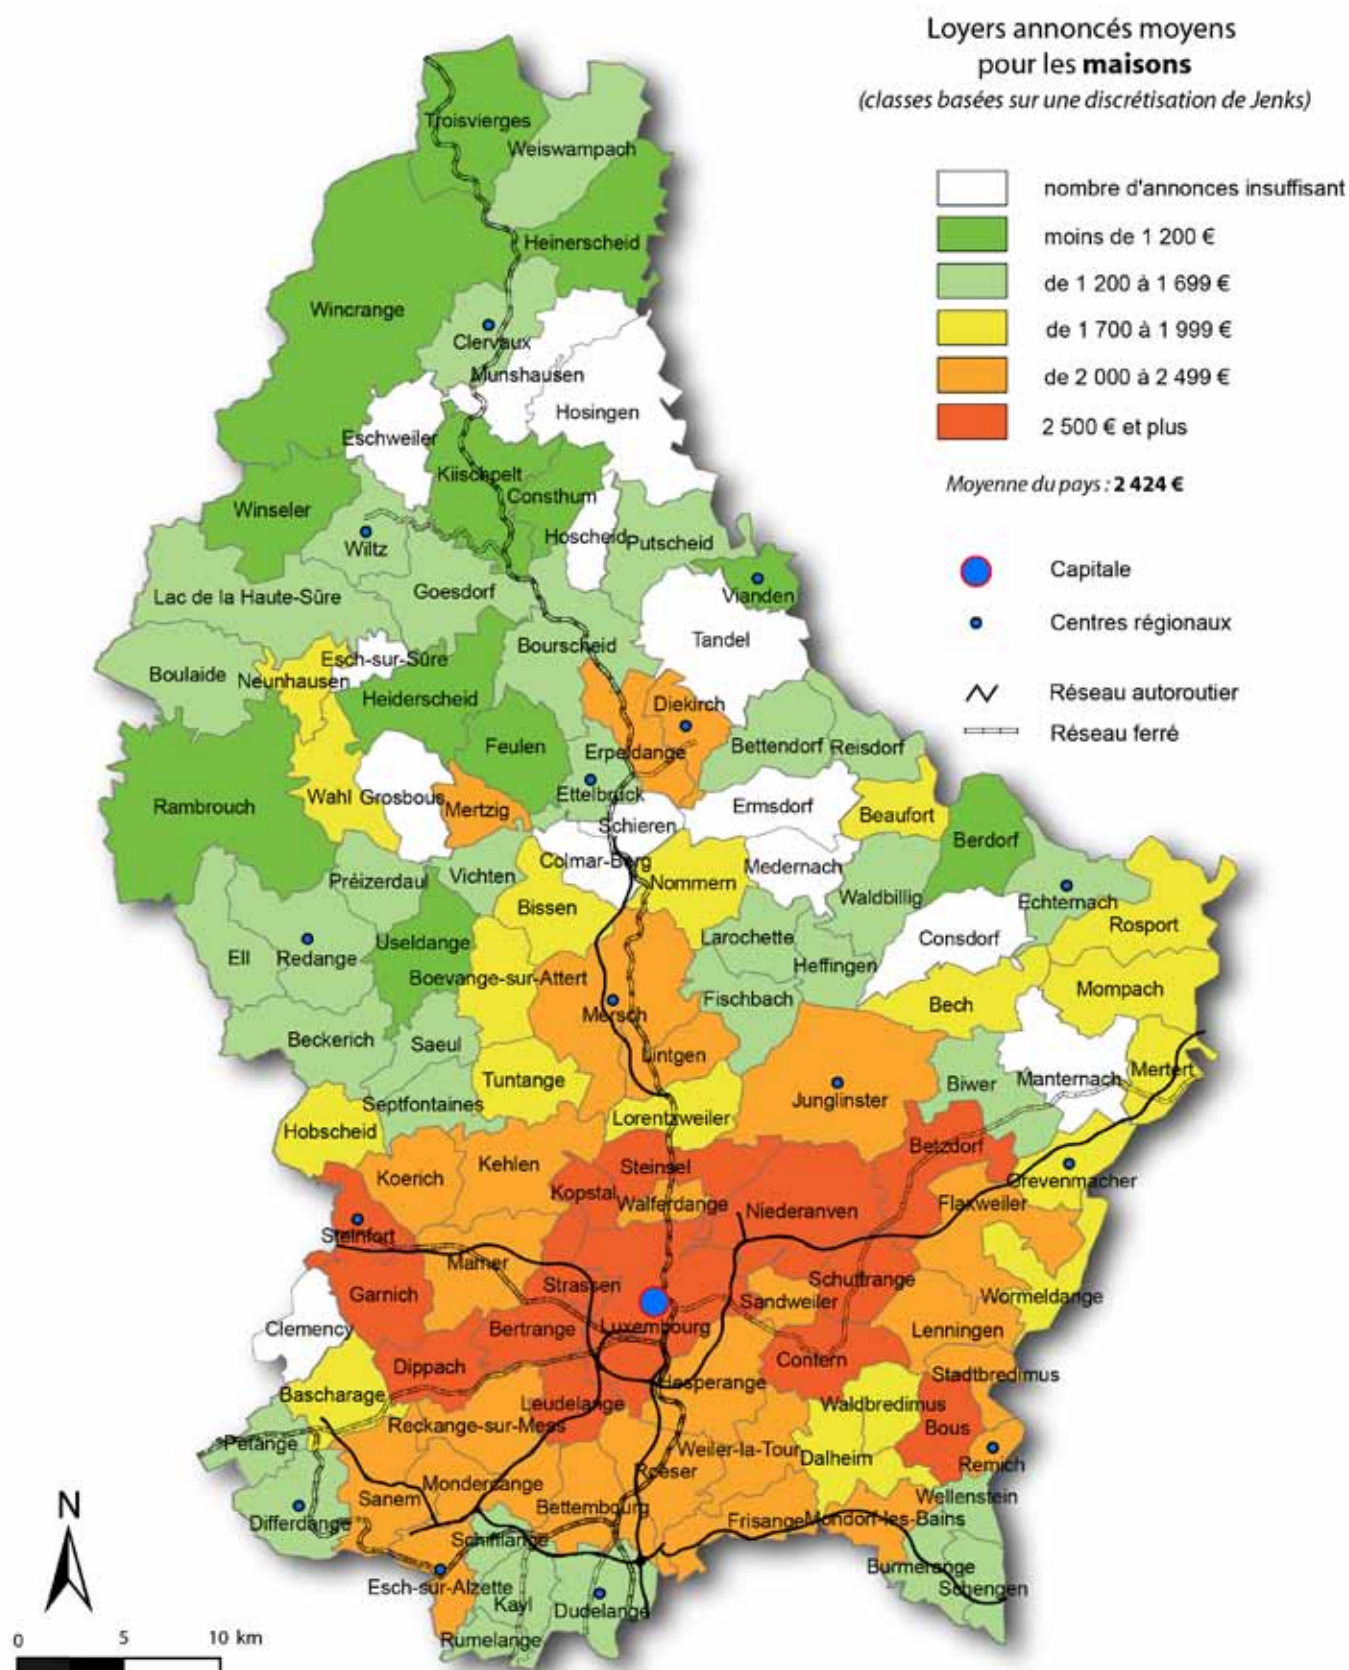 Loyers annoncés moyens
pour les maisons
(classes basées sur une discrétisation de Jenks)
nombre d'annonces insuffisant
moins de 1 200 €
de 1 200 à 1 699 €
de 1 700 à 1 999 €
de 2 000 à 2 499 €
2 500 € et plus
Moyenne du pays : 2 424 €
Capitale
Centres régionaux
Réseau autoroutier
Réseau ferré
Troisvierges
Weiswampach
Heinerscheid
Wincrange
Clervaux
Munshausen
Hosingen
Eschweiler
Kiischpelt
Consthum
Winseler
Hoscheid
Putscheid
Wiltz
Vianden
Lac de la Haute-Sûre
Goesdorf
Tandel
Bourscheid
Esch-sur-Sûre
Boulaide
Neunhausen
Heiderscheid
Diekirch
Feulen
Erpeldange
Bettendorf
Reisdorf
Rambrouch
Wahl
Grosbous
Mertzig
Ettelbruck
Ermsdorf
Beaufort
Schieren
Berdorf
Colmar-Berg
Medernach
Préizerdaul
Vichten
Nommern
Waldbillig
Echternach
Bissen
Rosport
Useldange
Larochette
Consdorf
Ell
Redange
Heffingen
Boevange-sur-Attert
Fischbach
Bech
Mompach
Mersch
Beckerich
Saeul
Lintgen
Tuntange
Junglinster
Biwer
Manternach
Mertert
Septfontaines
Lorentzweiler
Hobscheid
Betzdorf
Koerich
Kehlen
Steinsel
Grevenmacher
Kopstal
Walferdange
Niederanven
Flaxweiler
Steinfort
Mamer
Strassen
Schuttrange
Garnich
Sandweiler
Wormeldange
Clemency
Bertrange
Luxembourg
Lenningen
Dippach
Contern
Stadtbredimus
Hesperange
Bascharage
Leudelange
Waldbredimus
Reckange-sur-Mess
Bous
Pétange
Weiler-la-Tour
Dalheim
Roeser
Remich
Mondercange
Sanem
Bettembourg
Wellenstein
Differdange
Frisange
Mondorf-les-Bains
Schifflange
Burmerange
Esch-sur-Alzette
Schengen
Kayl
Dudelange
Rumelange
N
0 5 10 km